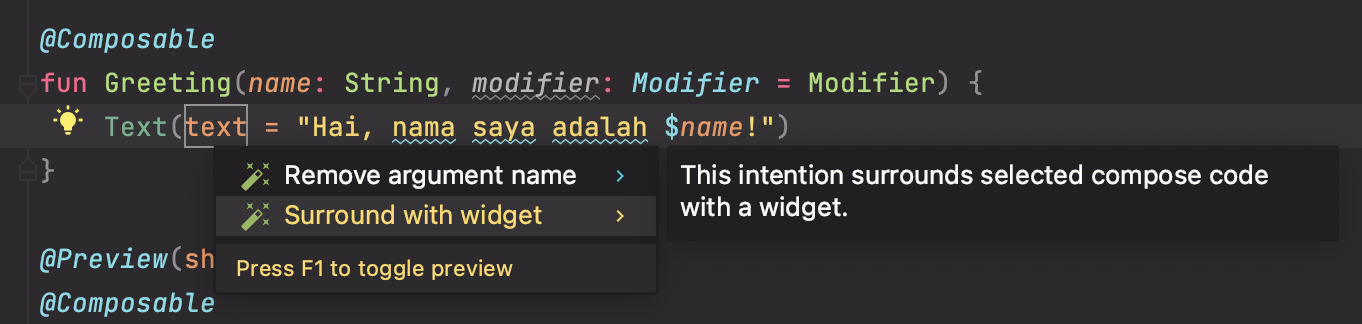 @Composable
fun Greeting(name: String, modifier: Modifier = Modifier) {
Text(text = "Hai, nama saya adalah $name!")
}
Remove argument name
Surround with widget
Press F1 to toggle preview
This intention surrounds selected compose code
with a widget.
@Preview(sh
@Composable